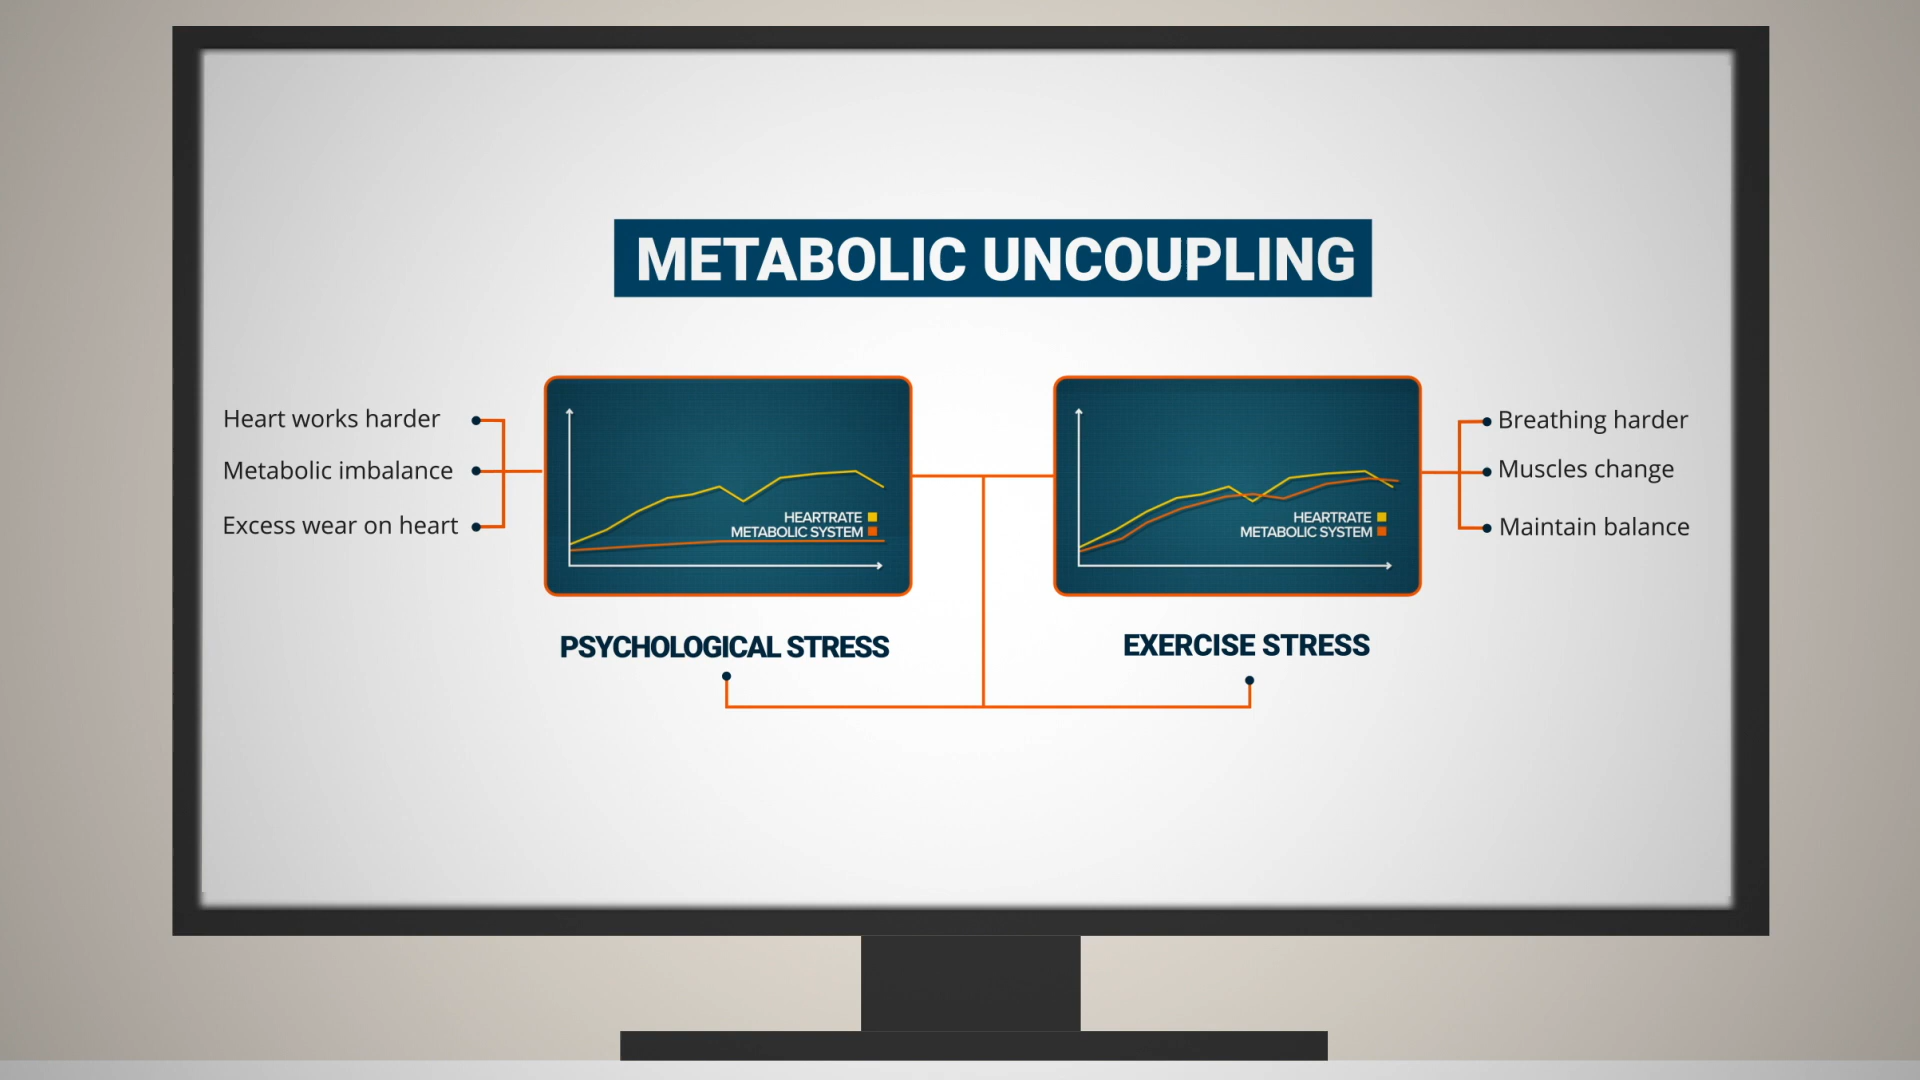 METABOLIC UNCOUPLING
Heart works harder
Metabolic imbalance
Excess wear on heart
HEARTRATE
METABOLIC SYSTEM
PSYCHOLOGICAL STRESS
HEARTRATE
METABOLIC SYSTEM
EXERCISE STRESS
Breathing harder
Muscles change
Maintain balance